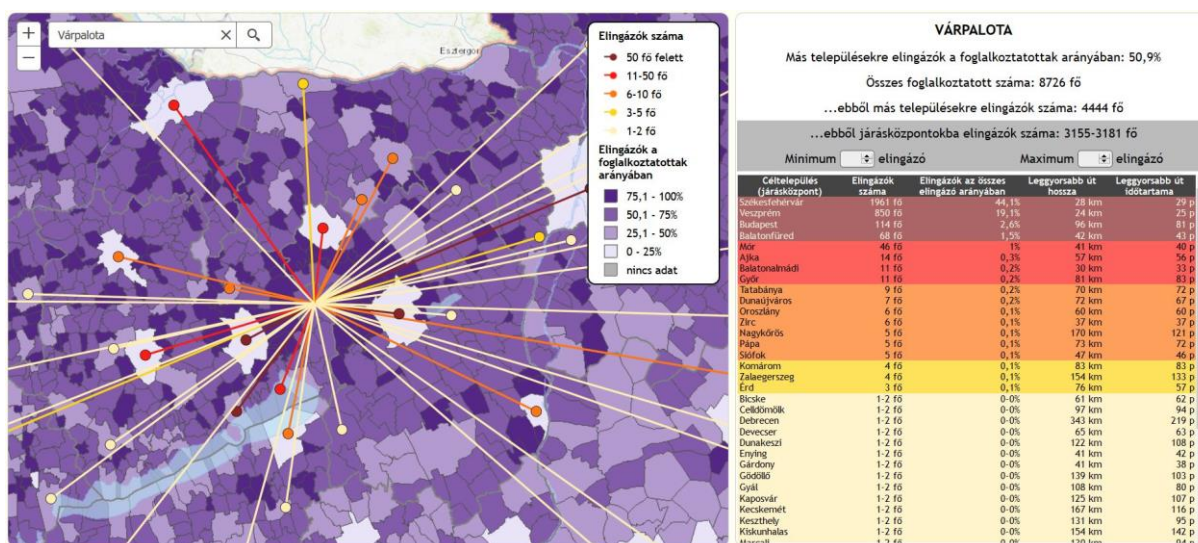 +
−
Várpalota
Esztergom
Elingázók száma
50 fő felett
11-50 fő
6-10 fő
3-5 fő
1-2 fő
Elingázók a
foglalkoztatottak
arányában
75,1 - 100%
50,1 - 75%
25,1 - 50%
0 - 25%
nincs adat
VÁRPALOTA
Más településekre elingázók a foglalkoztatottak arányában: 50,9%
Összes foglalkoztatott száma: 8726 fő
...ebből más településekre elingázók száma: 4444 fő
...ebből járásközpontokba elingázók száma: 3155-3181 fő
Minimum elingázó Maximum elingázó
Céltelepülés Elingázók Elingázók az összes Leggyorsabb út Leggyorsabb út
(járásközpont) száma elingázó arányában hossza időtartama
Székesfehérvár 1961 fő 44,1% 28 km 29 p
Veszprém 850 fő 19,1% 24 km 25 p
Budapest 114 fő 2,6% 96 km 81 p
Balatonfüred 68 fő 1,5% 42 km 43 p
Mór 46 fő 1% 41 km 40 p
Ajka 14 fő 0,3% 57 km 56 p
Balatonalmádi 11 fő 0,2% 30 km 33 p
Győr 11 fő 0,2% 81 km 83 p
Tatabánya 9 fő 0,2% 70 km 72 p
Dunaújváros 7 fő 0,2% 72 km 67 p
Oroszlány 6 fő 0,1% 60 km 60 p
Zirc 6 fő 0,1% 37 km 37 p
Nagykőrös 5 fő 0,1% 170 km 121 p
Pápa 5 fő 0,1% 73 km 72 p
Siófok 5 fő 0,1% 47 km 46 p
Komárom 4 fő 0,1% 83 km 83 p
Zalaegerszeg 4 fő 0,1% 154 km 133 p
Érd 3 fő 0,1% 76 km 57 p
Bicske 1-2 fő 0-0% 61 km 62 p
Celldömölk 1-2 fő 0-0% 97 km 94 p
Debrecen 1-2 fő 0-0% 343 km 219 p
Devecser 1-2 fő 0-0% 65 km 63 p
Dunakeszi 1-2 fő 0-0% 122 km 108 p
Enying 1-2 fő 0-0% 41 km 42 p
Gárdony 1-2 fő 0-0% 41 km 38 p
Gödöllő 1-2 fő 0-0% 139 km 103 p
Gyál 1-2 fő 0-0% 108 km 80 p
Kaposvár 1-2 fő 0-0% 125 km 107 p
Kecskemét 1-2 fő 0-0% 167 km 116 p
Keszthely 1-2 fő 0-0% 131 km 95 p
Kiskunhalas 1-2 fő 0-0% 154 km 142 p